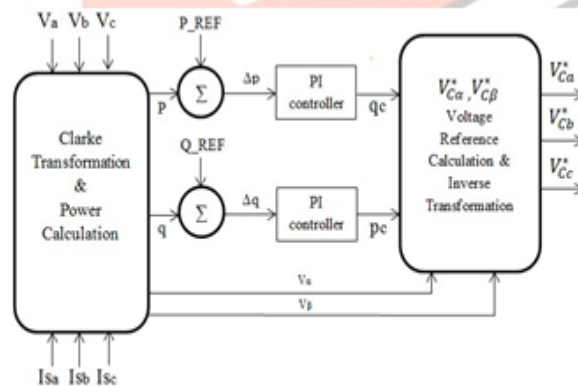 Va Vb Vc
P_REF
Σ
p
Δp
PI
controller
qc
Clarke
Transformation
&
Power
Calculation
Q_REF
Σ
q
Δq
PI
controller
pc
V*Cα ,V*Cβ
Voltage
Reference
Calculation &
Inverse
Transformation
V*Ca
V*Cb
V*Cc
Vα
Vβ
Isa Isb Isc